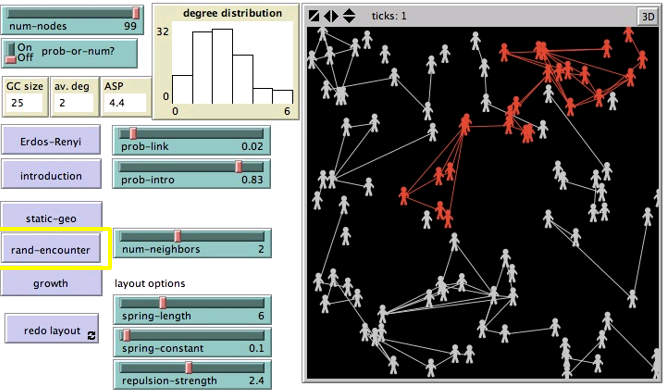 num-nodes 99
On
Off
prob-or-num?
GC size
25
av. deg
2
ASP
4.4
degree distribution
32
0 6
Erdos-Renyi
introduction
prob-link 0.02
prob-intro 0.83
static-geo
rand-encounter
growth
num-neighbors 2
layout options
redo layout
spring-length 6
spring-constant 0.1
repulsion-strength 2.4
ticks: 1
3D